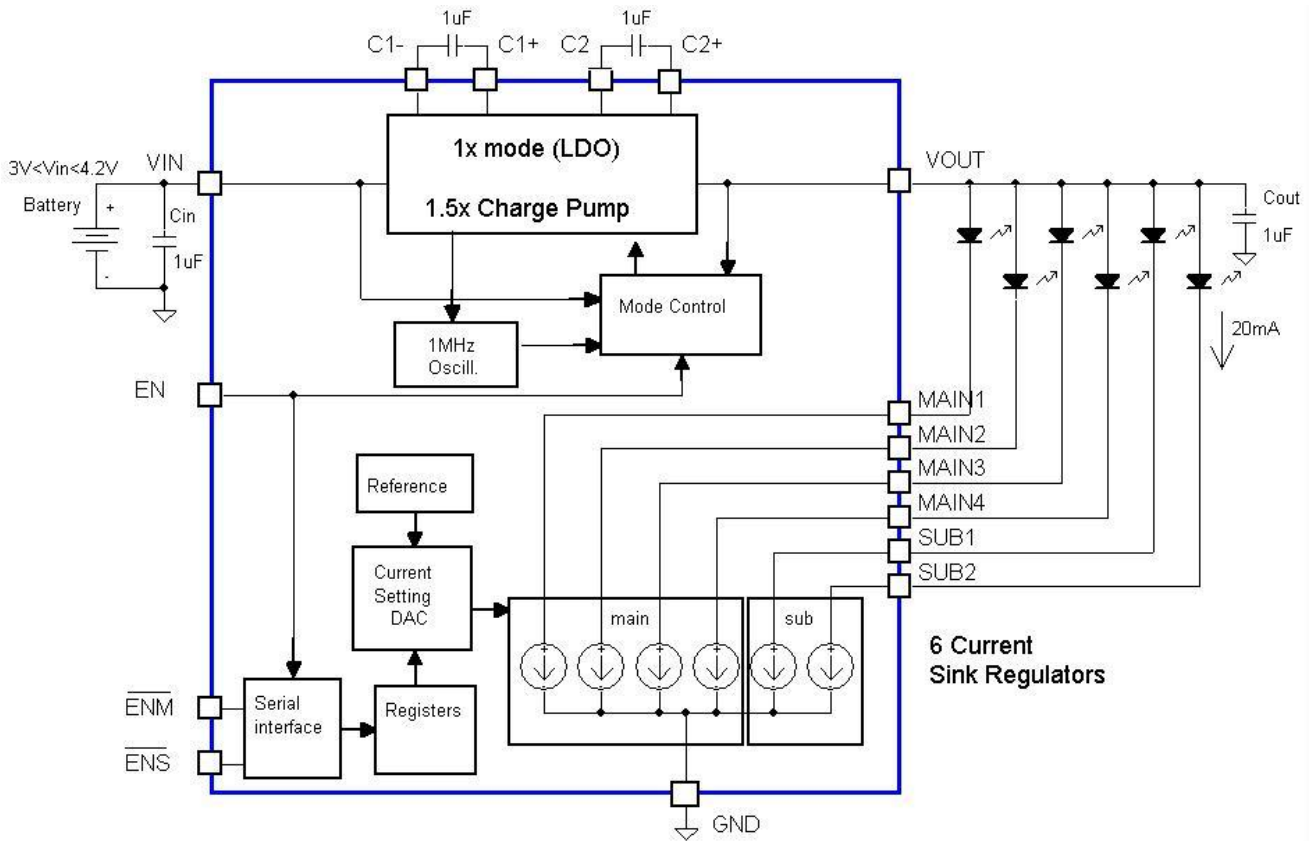 1uF
1uF
C1-
C1+
C2
C2+
1x mode (LDO)
1.5x Charge Pump
3V<Vin<4.2V
VIN
VOUT
Battery
+
-
Cin
1uF
Cout
1uF
Mode Control
1MHz
Oscill.
20mA
EN
MAIN1
MAIN2
MAIN3
MAIN4
SUB1
SUB2
Reference
Current
Setting
DAC
main
sub
+
+
+
+
+
+
6 Current
Sink Regulators
ENM
ENS
Serial
interface
Registers
GND